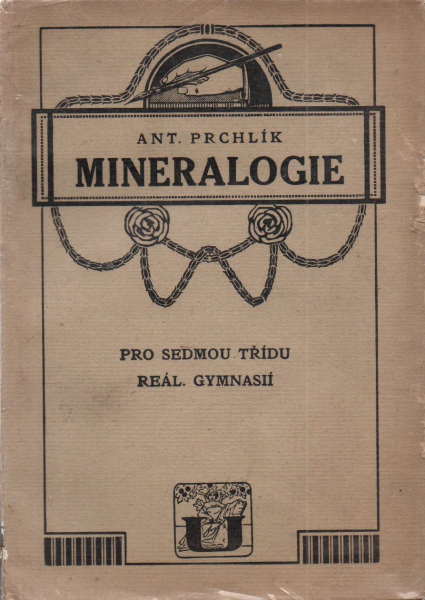 ANT. PRCHLÍK
MINERALOGIE
PRO SEDMOU TŘÍDU
REÁL. GYMNASIÍ
U